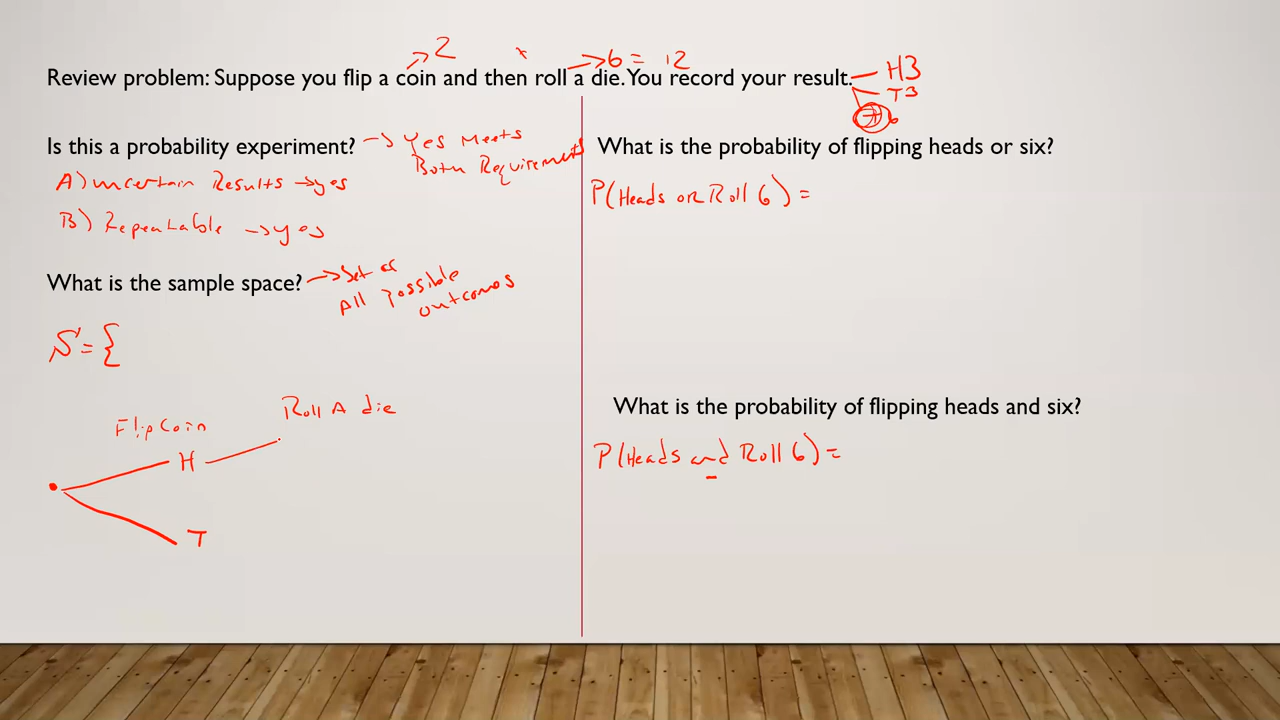 2 × 6 = 12
Review problem: Suppose you flip a coin and then roll a die. You record your result.
H3
T3
6
Is this a probability experiment? → Yes Meets
Both Requirements
A) uncertain Results → yes
B) Repeatable → yes
What is the sample space? → Set of
All Possible
outcomes
S = {
Flip Coin
Roll A die
H
T
What is the probability of flipping heads or six?
P(Heads or Roll 6) =
What is the probability of flipping heads and six?
P(Heads and Roll 6) =